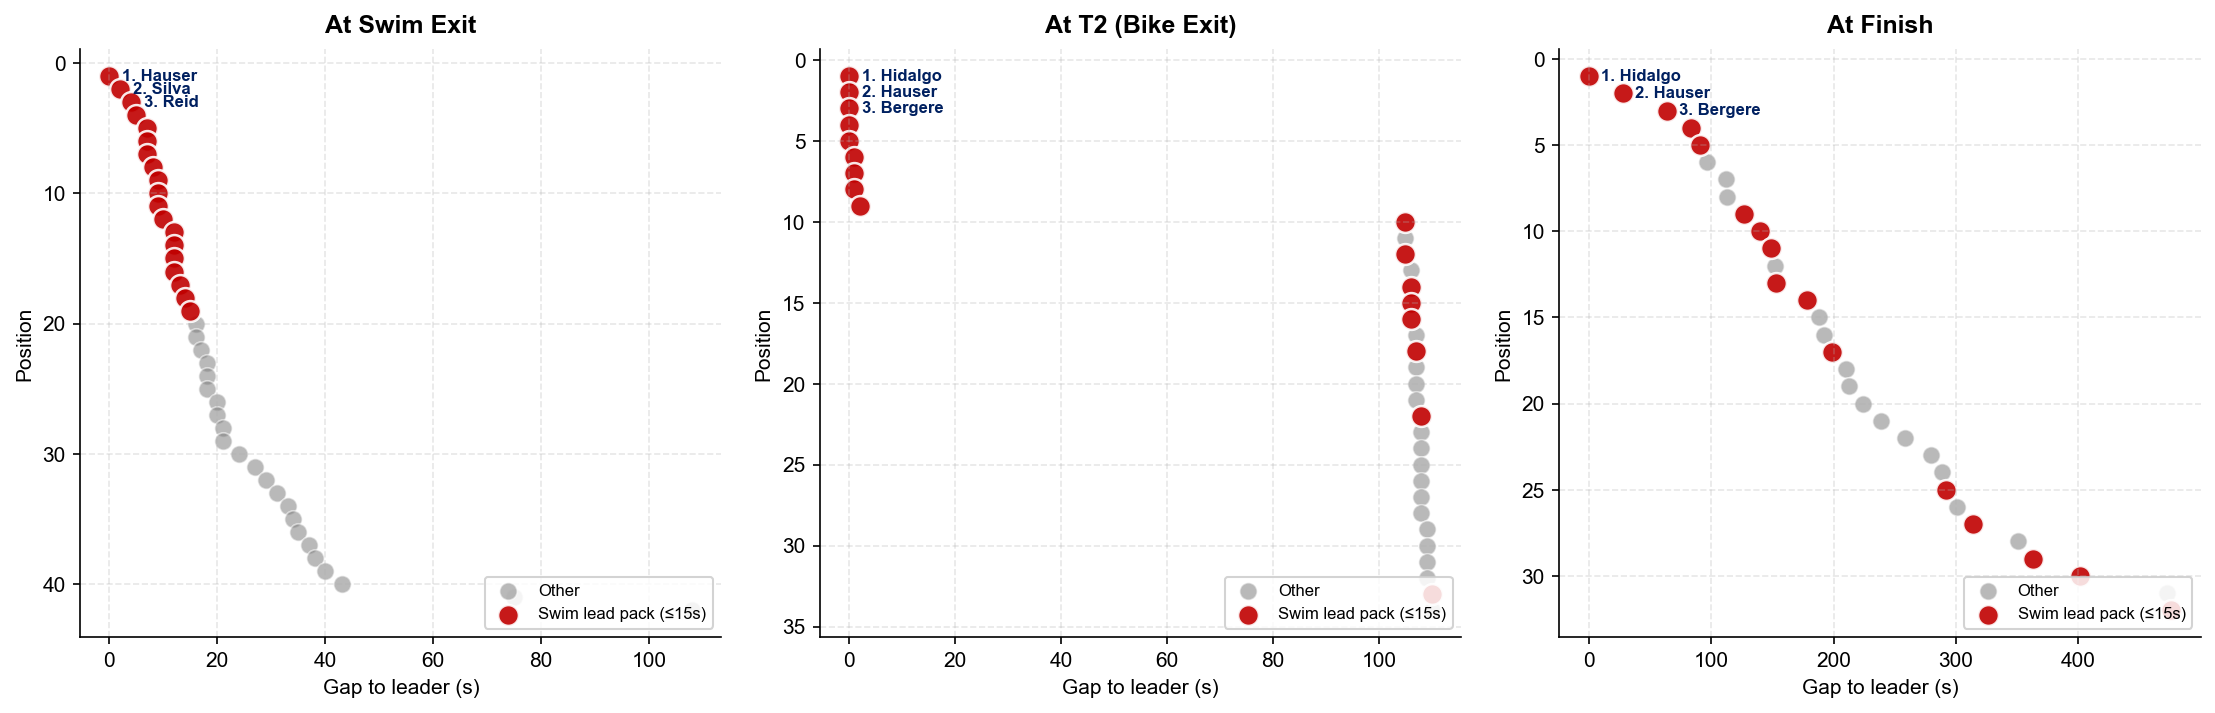 At Swim Exit
0
10
20
30
40
Position
1. Hauser
2. Silva
3. Reid
Other
Swim lead pack (≤15s)
0
20
40
60
80
100
Gap to leader (s)
At T2 (Bike Exit)
0
5
10
15
20
25
30
35
Position
1. Hidalgo
2. Hauser
3. Bergere
Other
Swim lead pack (≤15s)
0
20
40
60
80
100
Gap to leader (s)
At Finish
0
5
10
15
20
25
30
Position
1. Hidalgo
2. Hauser
3. Bergere
Other
Swim lead pack (≤15s)
0
100
200
300
400
Gap to leader (s)